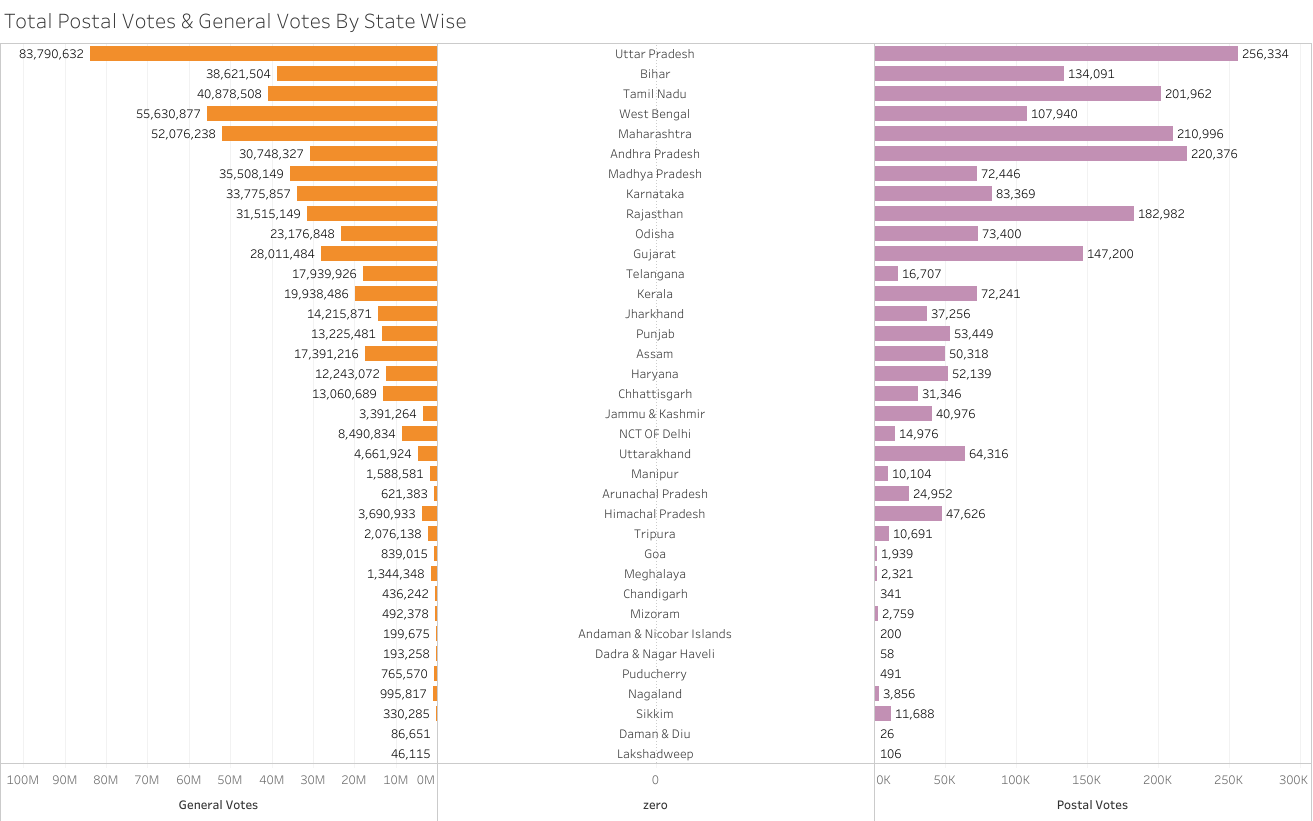 Total Postal Votes & General Votes By State Wise
83,790,632 Uttar Pradesh 256,334
38,621,504 Bihar 134,091
40,878,508 Tamil Nadu 201,962
55,630,877 West Bengal 107,940
52,076,238 Maharashtra 210,996
30,748,327 Andhra Pradesh 220,376
35,508,149 Madhya Pradesh 72,446
33,775,857 Karnataka 83,369
31,515,149 Rajasthan 182,982
23,176,848 Odisha 73,400
28,011,484 Gujarat 147,200
17,939,926 Telangana 16,707
19,938,486 Kerala 72,241
14,215,871 Jharkhand 37,256
13,225,481 Punjab 53,449
17,391,216 Assam 50,318
12,243,072 Haryana 52,139
13,060,689 Chhattisgarh 31,346
3,391,264 Jammu & Kashmir 40,976
8,490,834 NCT OF Delhi 14,976
4,661,924 Uttarakhand 64,316
1,588,581 Manipur 10,104
621,383 Arunachal Pradesh 24,952
3,690,933 Himachal Pradesh 47,626
2,076,138 Tripura 10,691
839,015 Goa 1,939
1,344,348 Meghalaya 2,321
436,242 Chandigarh 341
492,378 Mizoram 2,759
199,675 Andaman & Nicobar Islands 200
193,258 Dadra & Nagar Haveli 58
765,570 Puducherry 491
995,817 Nagaland 3,856
330,285 Sikkim 11,688
86,651 Daman & Diu 26
46,115 Lakshadweep 106
100M 90M 80M 70M 60M 50M 40M 30M 20M 10M 0M 0 0K 50K 100K 150K 200K 250K 300K
General Votes zero Postal Votes